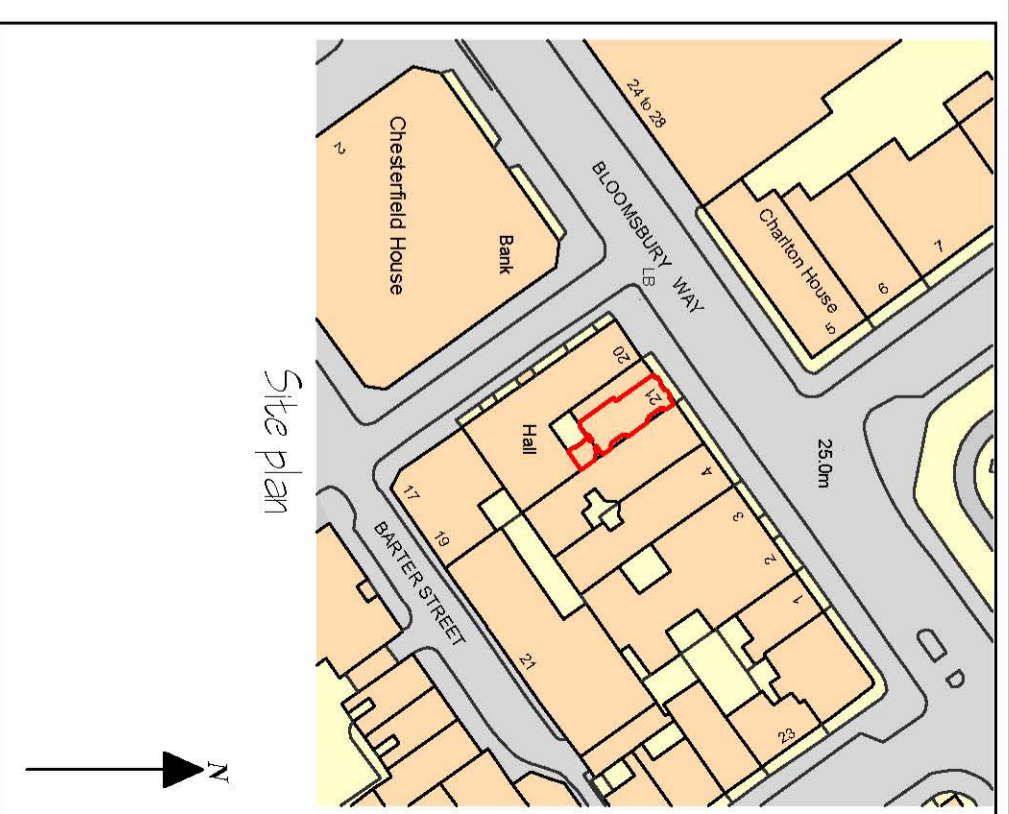 24 to 28
BLOOMSBURY WAY
LB
Charlton House
5
6
7
Chesterfield House
2
Bank
25.0m
20
21
Hall
4
3
2
1
17
19
BARTER STREET
21
23
Site plan
N